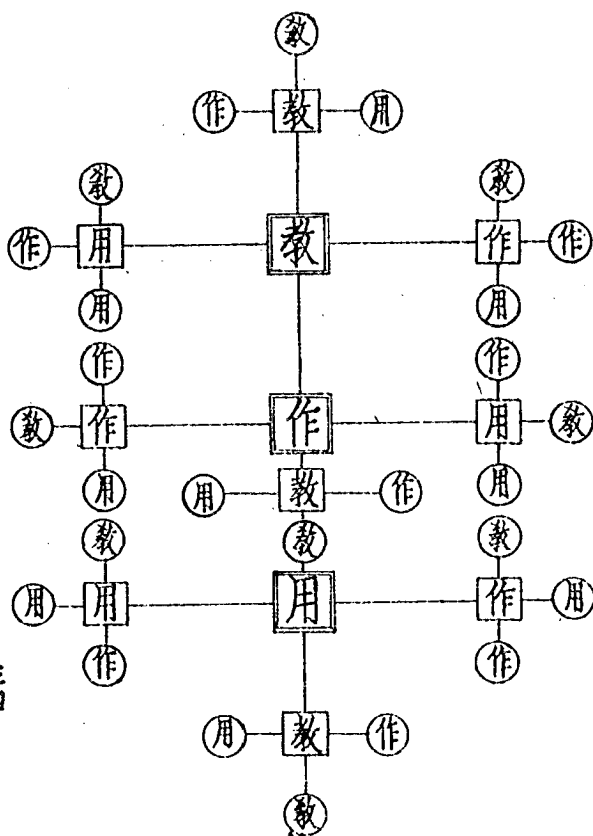 教
作 教 用
教 教
作 用 教 作 作
用 用
作 作
教 作 作 用 教
用 用
用 教 作
教 教 教
用 用 用 作 用
作 作
用 教 作
教